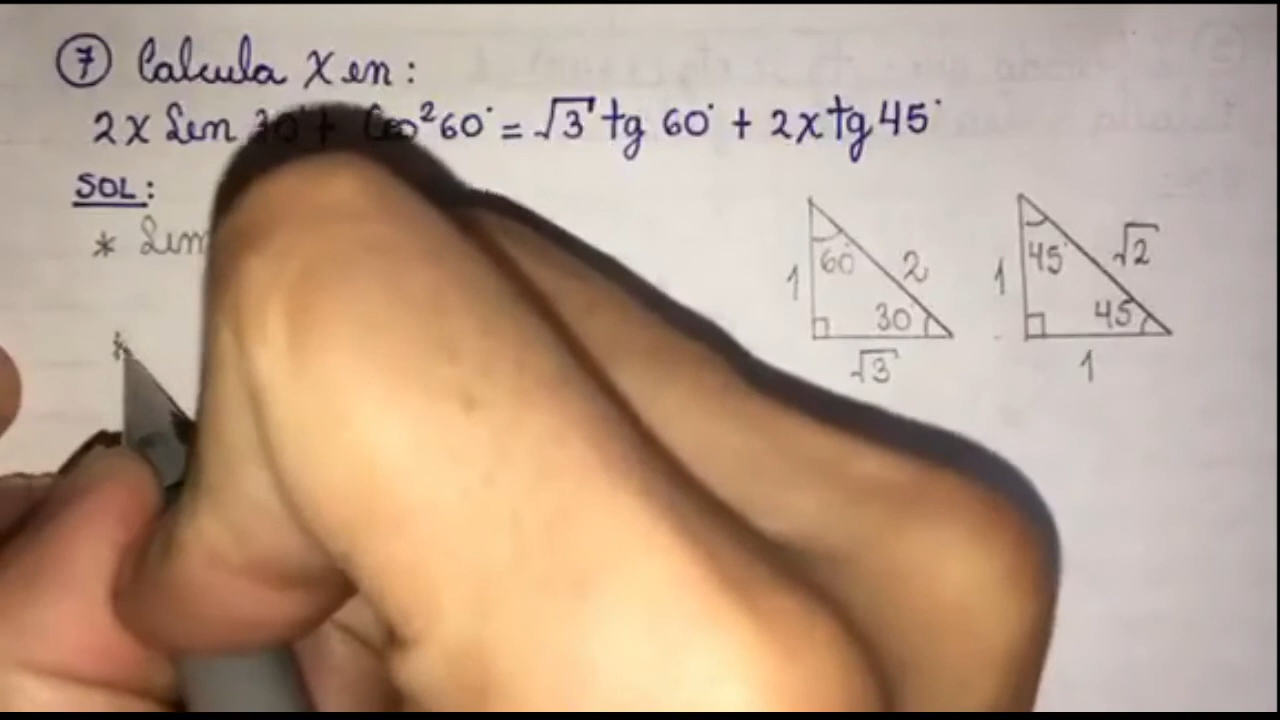 7 Calcula X en:
2x Sen 30° + Cos²60° = √3 tg 60° + 2x tg 45°
SOL:
* Sen
60° 2 1 30 √3
45° √2 1 45 1